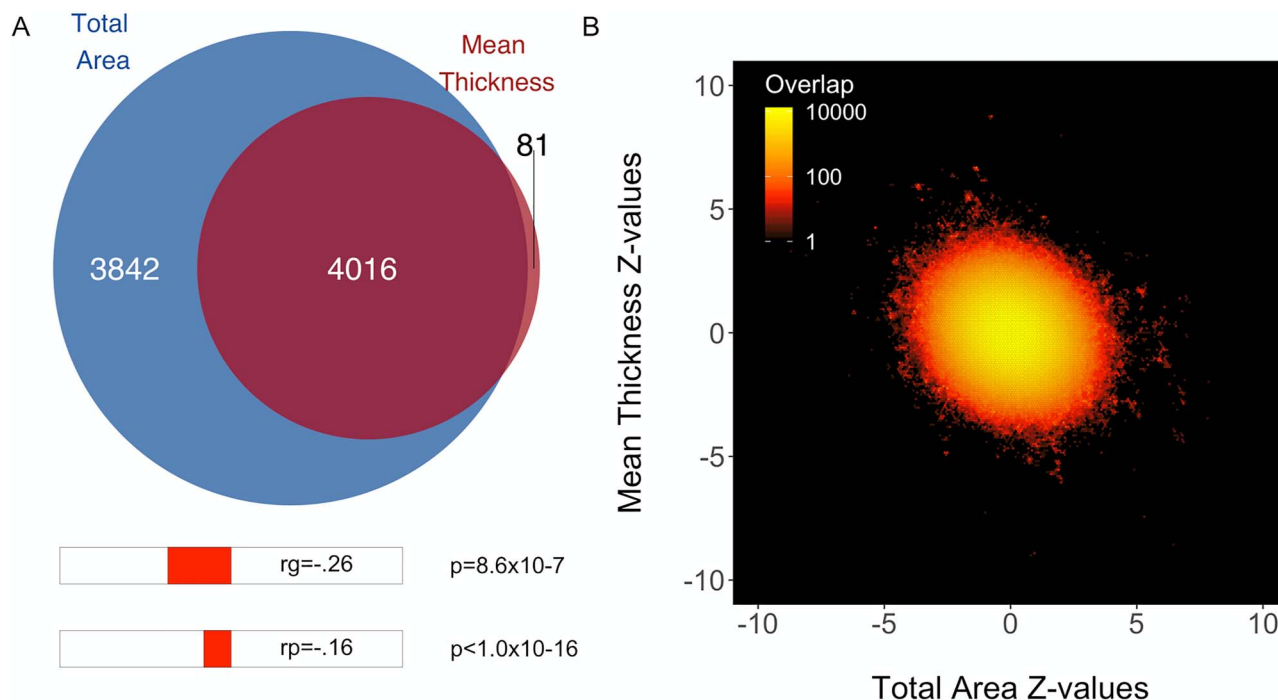 A
Total
Area
Mean
Thickness
81
3842
4016
rg=-.26
p=8.6x10-7
rp=-.16
p<1.0x10-16
B
Overlap
10000
100
1
10
5
0
-5
-10
Mean Thickness Z-values
-10
-5
0
5
10
Total Area Z-values